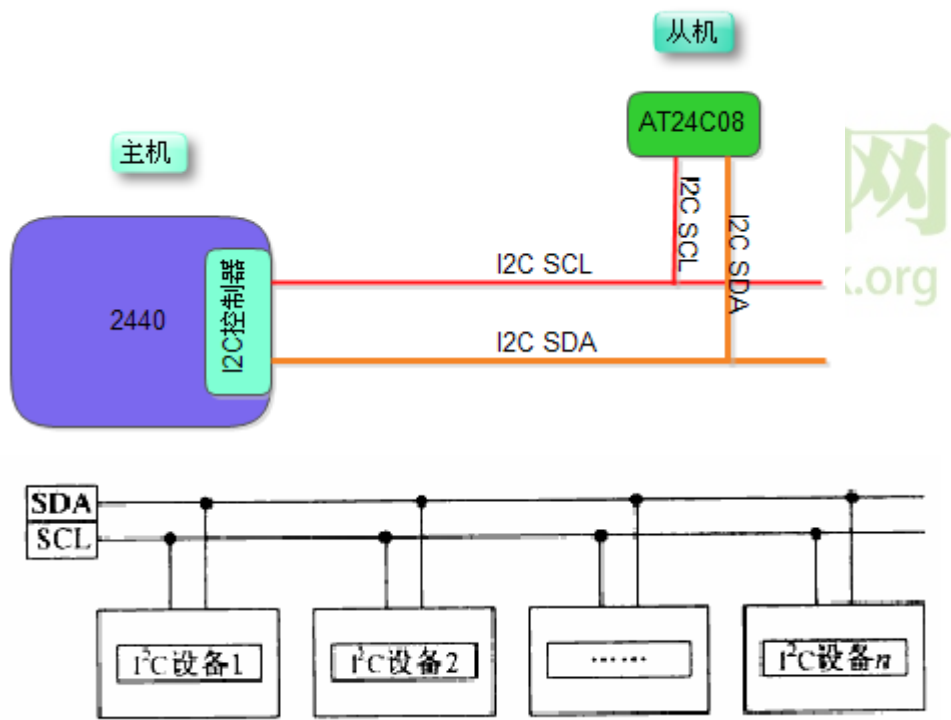 从机
AT24C08
主机
网
I2C SCL
I2C SDA
I2C SCL
k.org
2440
I2C控制器
I2C SDA
SDA
SCL
I²C设备1
I²C设备2
……
I²C设备n